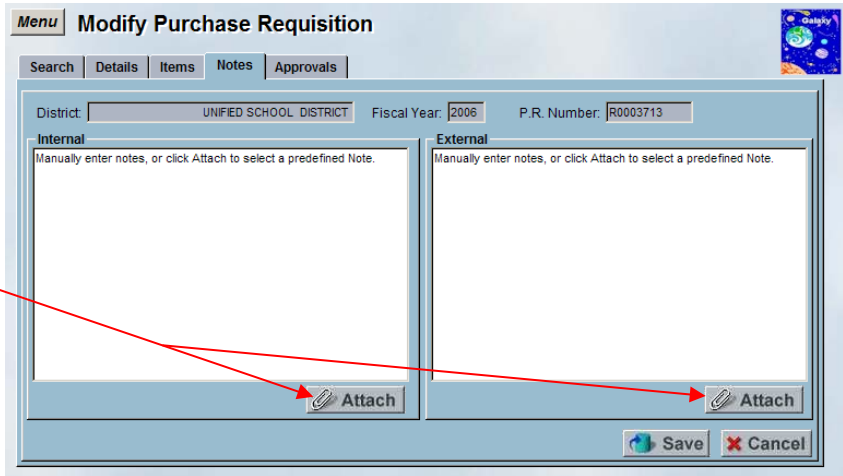 Menu Modify Purchase Requisition
Galaxy
Search Details Items Notes Approvals
District: UNIFIED SCHOOL DISTRICT Fiscal Year: 2006 P.R. Number: R0003713
Internal
Manually enter notes, or click Attach to select a predefined Note.
Attach
External
Manually enter notes, or click Attach to select a predefined Note.
Attach
Save Cancel